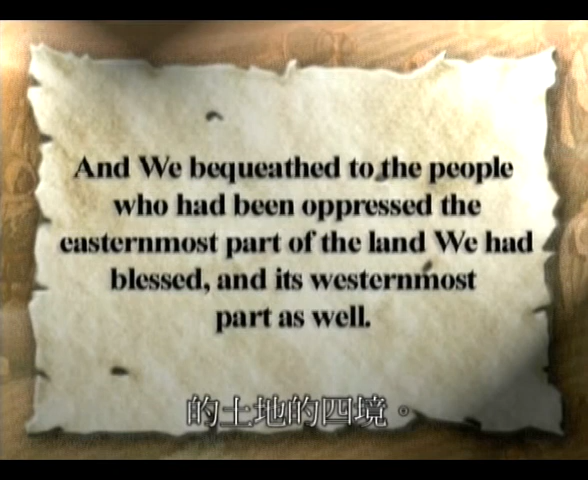 And We bequeathed to the people
who had been oppressed the
easternmost part of the land We had
blessed, and its westernmost
part as well.
的土地的四境。